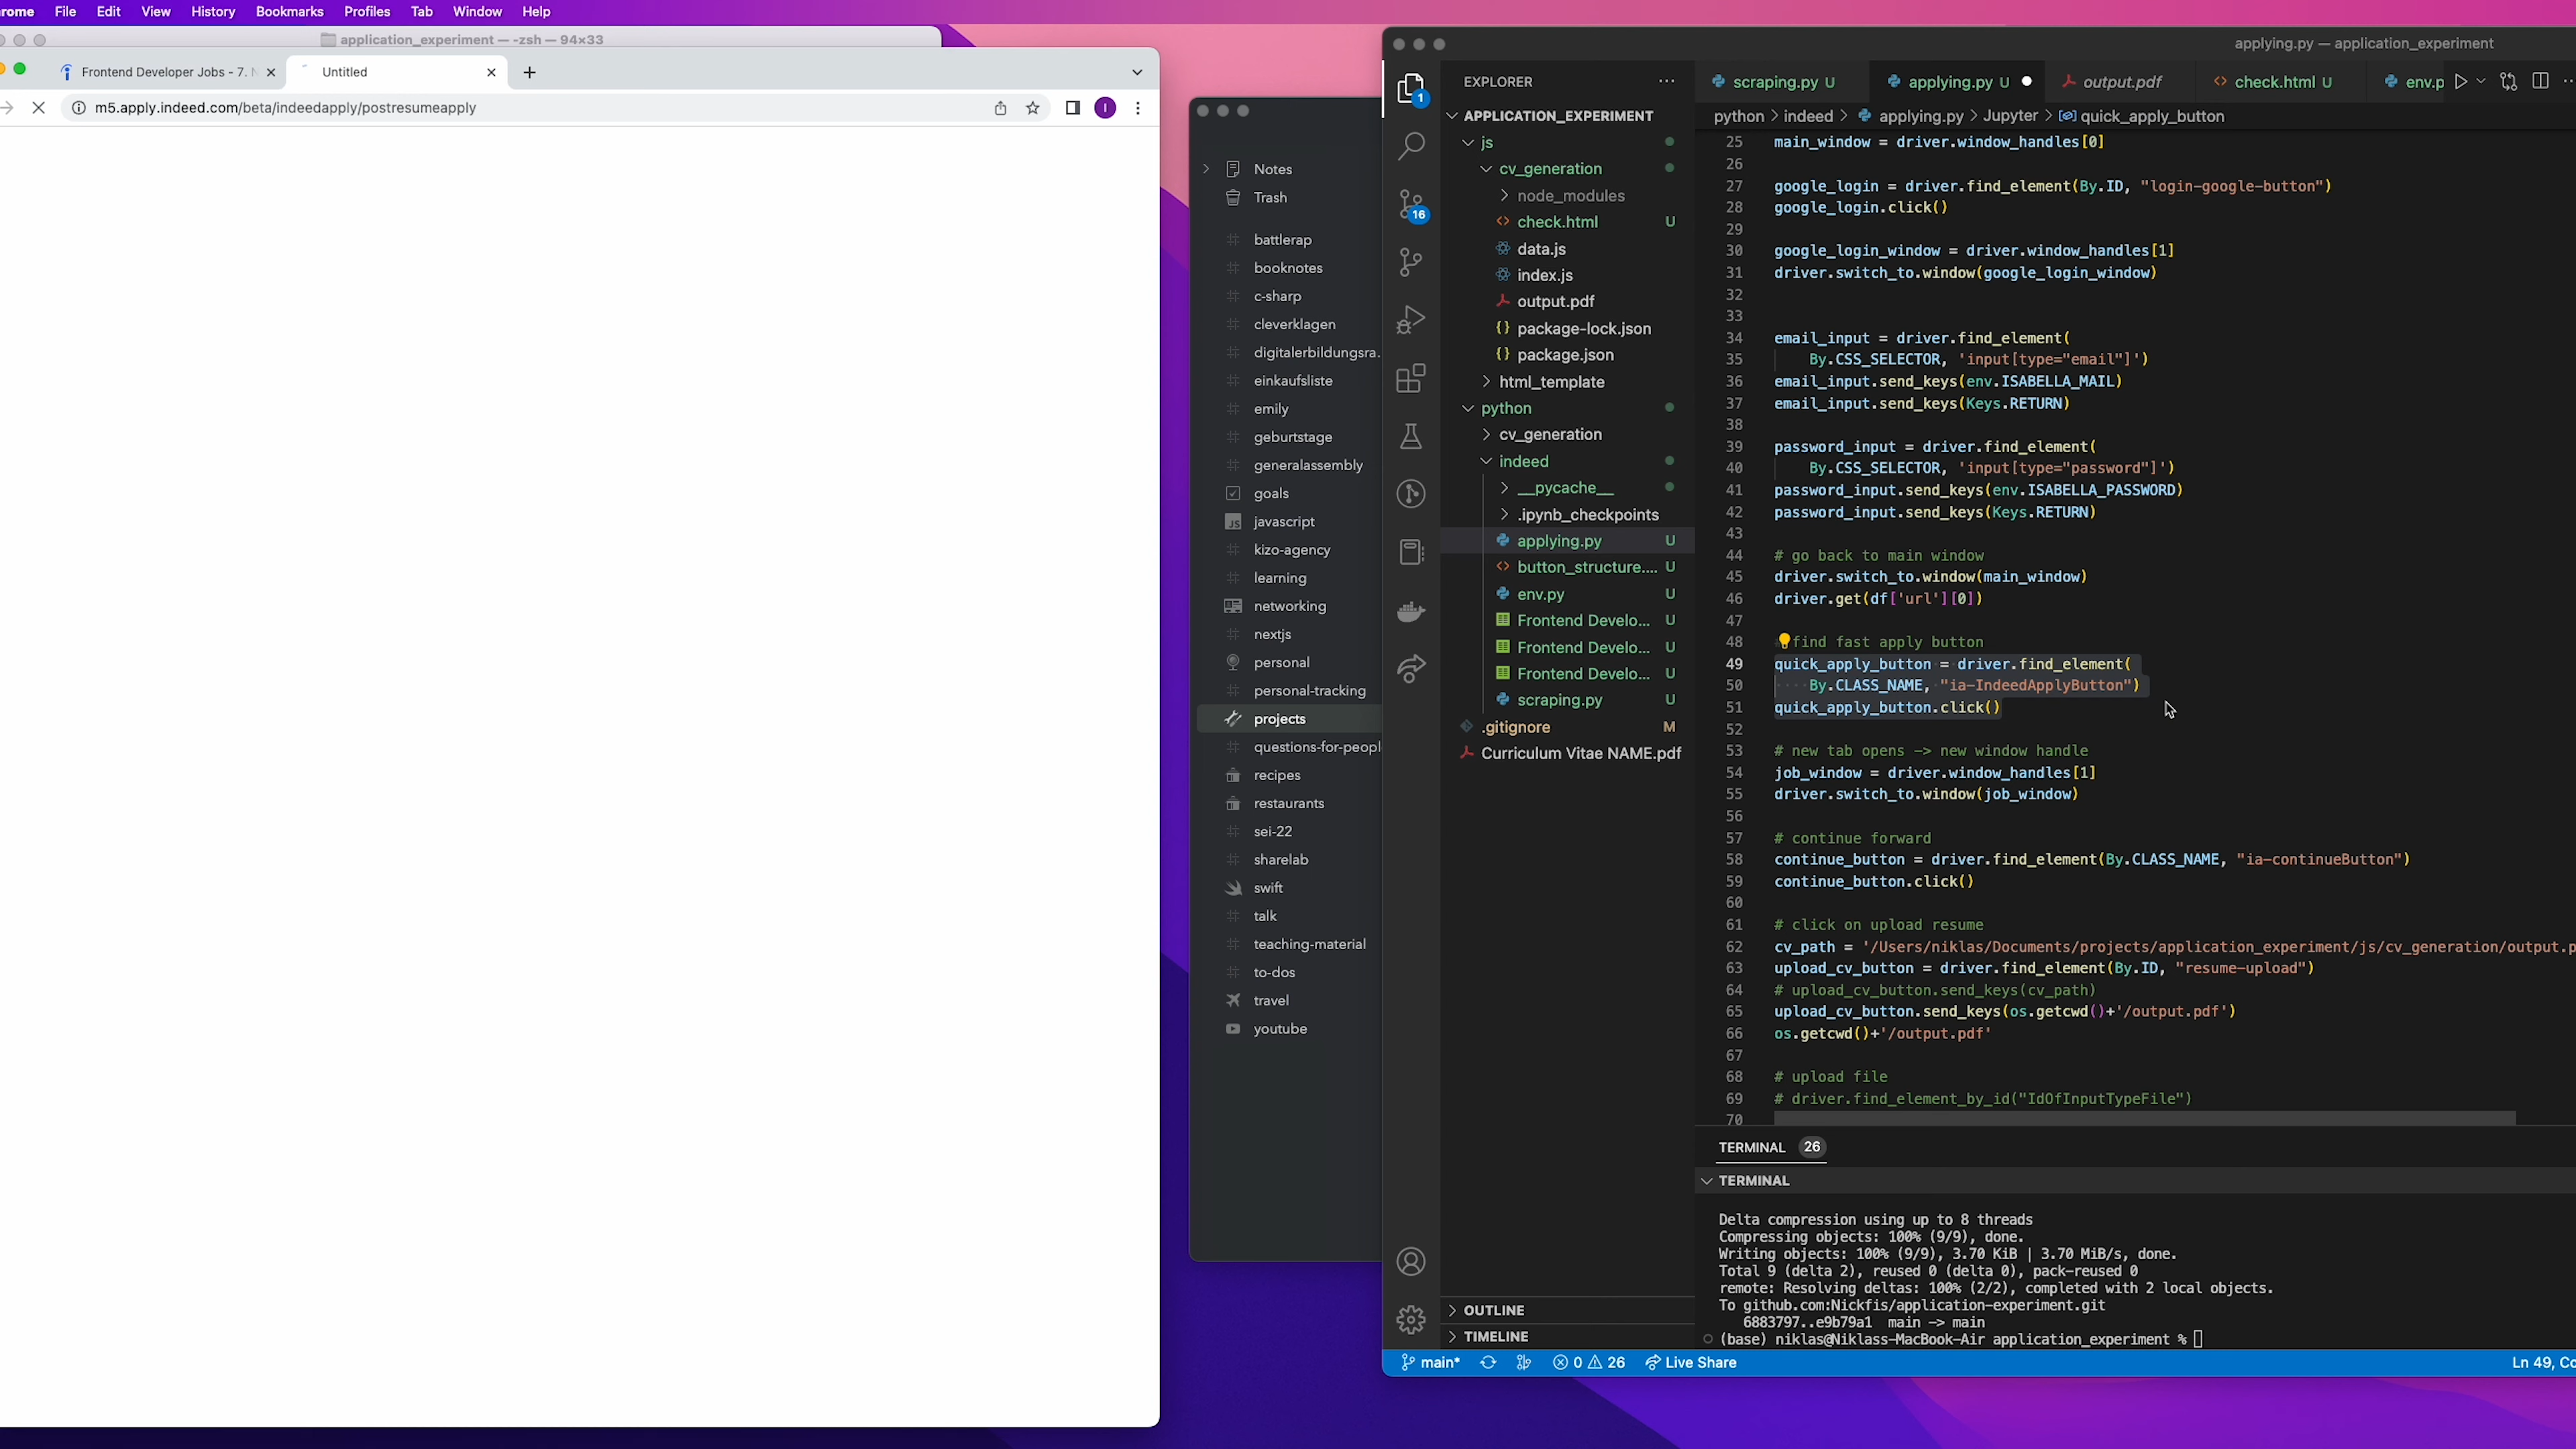 rome File Edit View History Bookmarks Profiles Tab Window Help
application_experiment — -zsh — 94×33
Frontend Developer Jobs - 7. N
Untitled
m5.apply.indeed.com/beta/indeedapply/postresumeapply
I
Notes
Trash
battlerap
booknotes
c-sharp
cleverklagen
digitalerbildungsra.
einkaufsliste
emily
geburtstage
generalassembly
goals
javascript
kizo-agency
learning
networking
nextjs
personal
personal-tracking
projects
questions-for-peopl
recipes
restaurants
sei-22
sharelab
swift
talk
teaching-material
to-dos
travel
youtube
applying.py — application_experiment
1
16
EXPLORER
APPLICATION_EXPERIMENT
js
cv_generation
node_modules
check.html U
data.js
index.js
output.pdf
package-lock.json
package.json
html_template
python
cv_generation
indeed
__pycache__
.ipynb_checkpoints
applying.py U
button_structure.... U
env.py U
Frontend Develo... U
Frontend Develo... U
Frontend Develo... U
scraping.py U
.gitignore M
Curriculum Vitae NAME.pdf
OUTLINE
TIMELINE
scraping.py U applying.py U output.pdf check.html U env.p
python > indeed > applying.py > Jupyter > quick_apply_button
25 main_window = driver.window_handles[0]
26
27 google_login = driver.find_element(By.ID, "login-google-button")
28 google_login.click()
29
30 google_login_window = driver.window_handles[1]
31 driver.switch_to.window(google_login_window)
32
33
34 email_input = driver.find_element(
35 By.CSS_SELECTOR, 'input[type="email"]')
36 email_input.send_keys(env.ISABELLA_MAIL)
37 email_input.send_keys(Keys.RETURN)
38
39 password_input = driver.find_element(
40 By.CSS_SELECTOR, 'input[type="password"]')
41 password_input.send_keys(env.ISABELLA_PASSWORD)
42 password_input.send_keys(Keys.RETURN)
43
44 # go back to main window
45 driver.switch_to.window(main_window)
46 driver.get(df['url'][0])
47
48 find fast apply button
49 quick_apply_button = driver.find_element(
50 By.CLASS_NAME, "ia-IndeedApplyButton")
51 quick_apply_button.click()
52
53 # new tab opens -> new window handle
54 job_window = driver.window_handles[1]
55 driver.switch_to.window(job_window)
56
57 # continue forward
58 continue_button = driver.find_element(By.CLASS_NAME, "ia-continueButton")
59 continue_button.click()
60
61 # click on upload resume
62 cv_path = '/Users/niklas/Documents/projects/application_experiment/js/cv_generation/output.p
63 upload_cv_button = driver.find_element(By.ID, "resume-upload")
64 # upload_cv_button.send_keys(cv_path)
65 upload_cv_button.send_keys(os.getcwd()+'/output.pdf')
66 os.getcwd()+'/output.pdf'
67
68 # upload file
69 # driver.find_element_by_id("IdOfInputTypeFile")
70
TERMINAL 26
TERMINAL
Delta compression using up to 8 threads
Compressing objects: 100% (9/9), done.
Writing objects: 100% (9/9), 3.70 KiB | 3.70 MiB/s, done.
Total 9 (delta 2), reused 0 (delta 0), pack-reused 0
remote: Resolving deltas: 100% (2/2), completed with 2 local objects.
To github.com:Nickfis/application-experiment.git
6883797..e9b79a1 main -> main
(base) niklas@Niklass-MacBook-Air application_experiment %
main* 0 26 Live Share Ln 49, Co